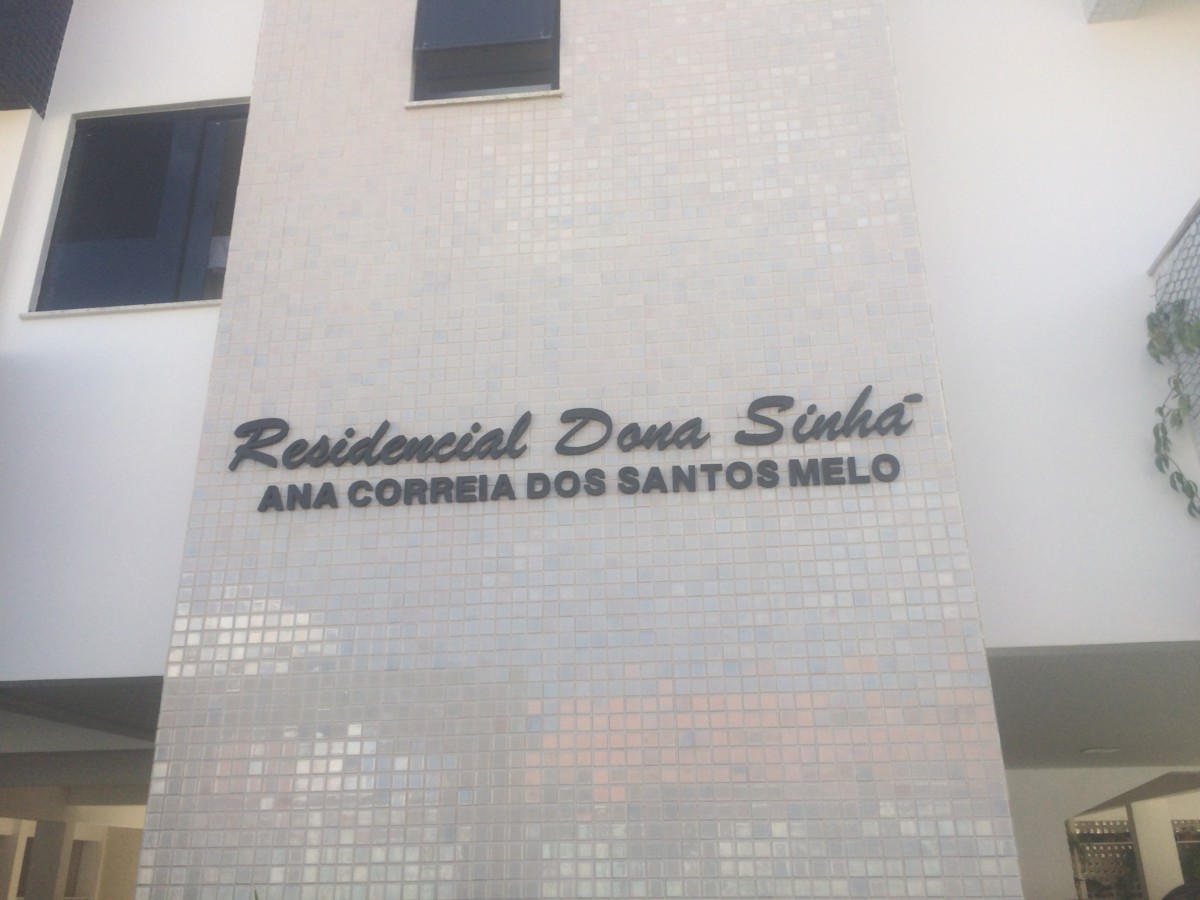 Residencial Dona Sinhá
ANA CORREIA DOS SANTOS MELO